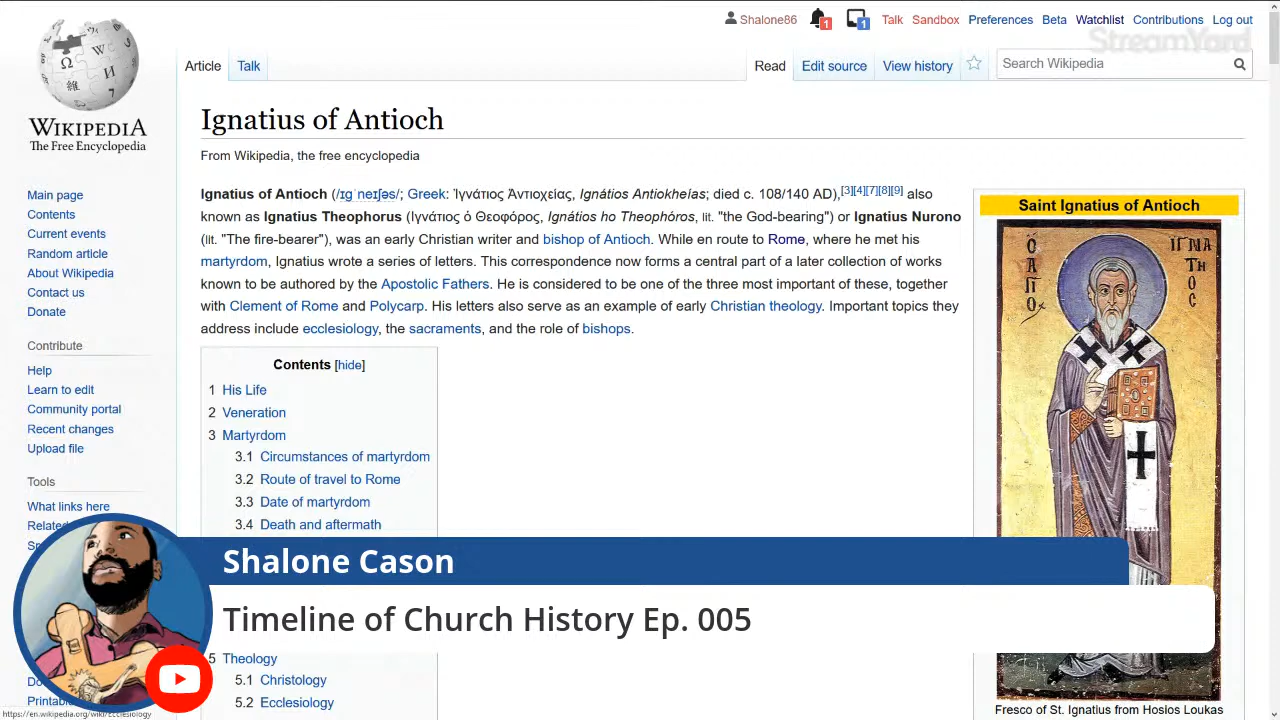 Shalone86
1
1
Talk
Sandbox
Preferences
Beta
Watchlist
Contributions
Log out
StreamYard
Article
Talk
Read
Edit source
View history
Search Wikipedia
WIKIPEDIA
The Free Encyclopedia
Main page
Contents
Current events
Random article
About Wikipedia
Contact us
Donate
Contribute
Help
Learn to edit
Community portal
Recent changes
Upload file
Tools
What links here
Related
Printable
https://en.wikipedia.org/wiki/Ecclesiology
Ignatius of Antioch
From Wikipedia, the free encyclopedia
Ignatius of Antioch (/ɪɡˈneɪʃəs/; Greek: Ἰγνάτιος Ἀντιοχείας, Ignátios Antiokheías; died c. 108/140 AD),[3][4][7][8][9] also
known as Ignatius Theophorus (Ιγνάτιος ὁ Θεοφόρος, Ignátios ho Theophóros, lit. "the God-bearing") or Ignatius Nurono
(lit. "The fire-bearer"), was an early Christian writer and bishop of Antioch. While en route to Rome, where he met his
martyrdom, Ignatius wrote a series of letters. This correspondence now forms a central part of a later collection of works
known to be authored by the Apostolic Fathers. He is considered to be one of the three most important of these, together
with Clement of Rome and Polycarp. His letters also serve as an example of early Christian theology. Important topics they
address include ecclesiology, the sacraments, and the role of bishops.
Contents [hide]
1 His Life
2 Veneration
3 Martyrdom
3.1 Circumstances of martyrdom
3.2 Route of travel to Rome
3.3 Date of martyrdom
3.4 Death and aftermath
5 Theology
5.1 Christology
5.2 Ecclesiology
Saint Ignatius of Antioch
Fresco of St. Ignatius from Hosios Loukas
Shalone Cason
Timeline of Church History Ep. 005